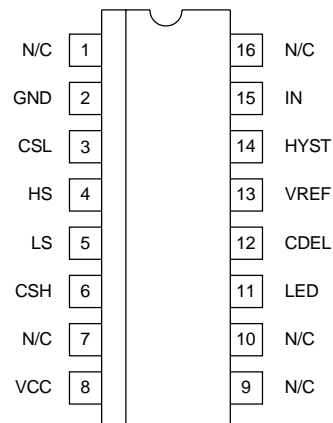 N/C 1 16 N/C
GND 2 15 IN
CSL 3 14 HYST
HS 4 13 VREF
LS 5 12 CDEL
CSH 6 11 LED
N/C 7 10 N/C
VCC 8 9 N/C